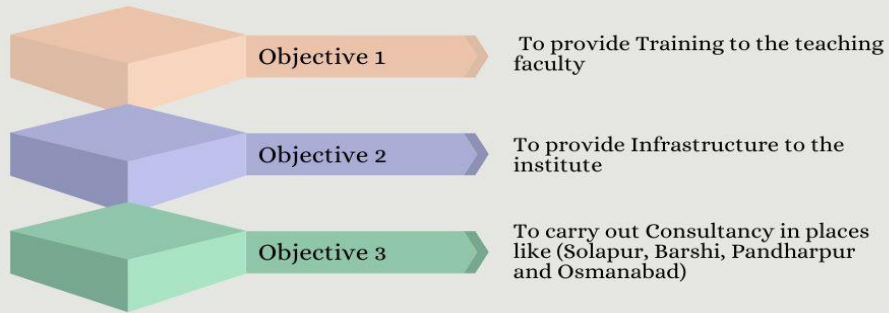 Objective 1
To provide Training to the teaching
faculty
Objective 2
To provide Infrastructure to the
institute
Objective 3
To carry out Consultancy in places
like (Solapur, Barshi, Pandharpur
and Osmanabad)